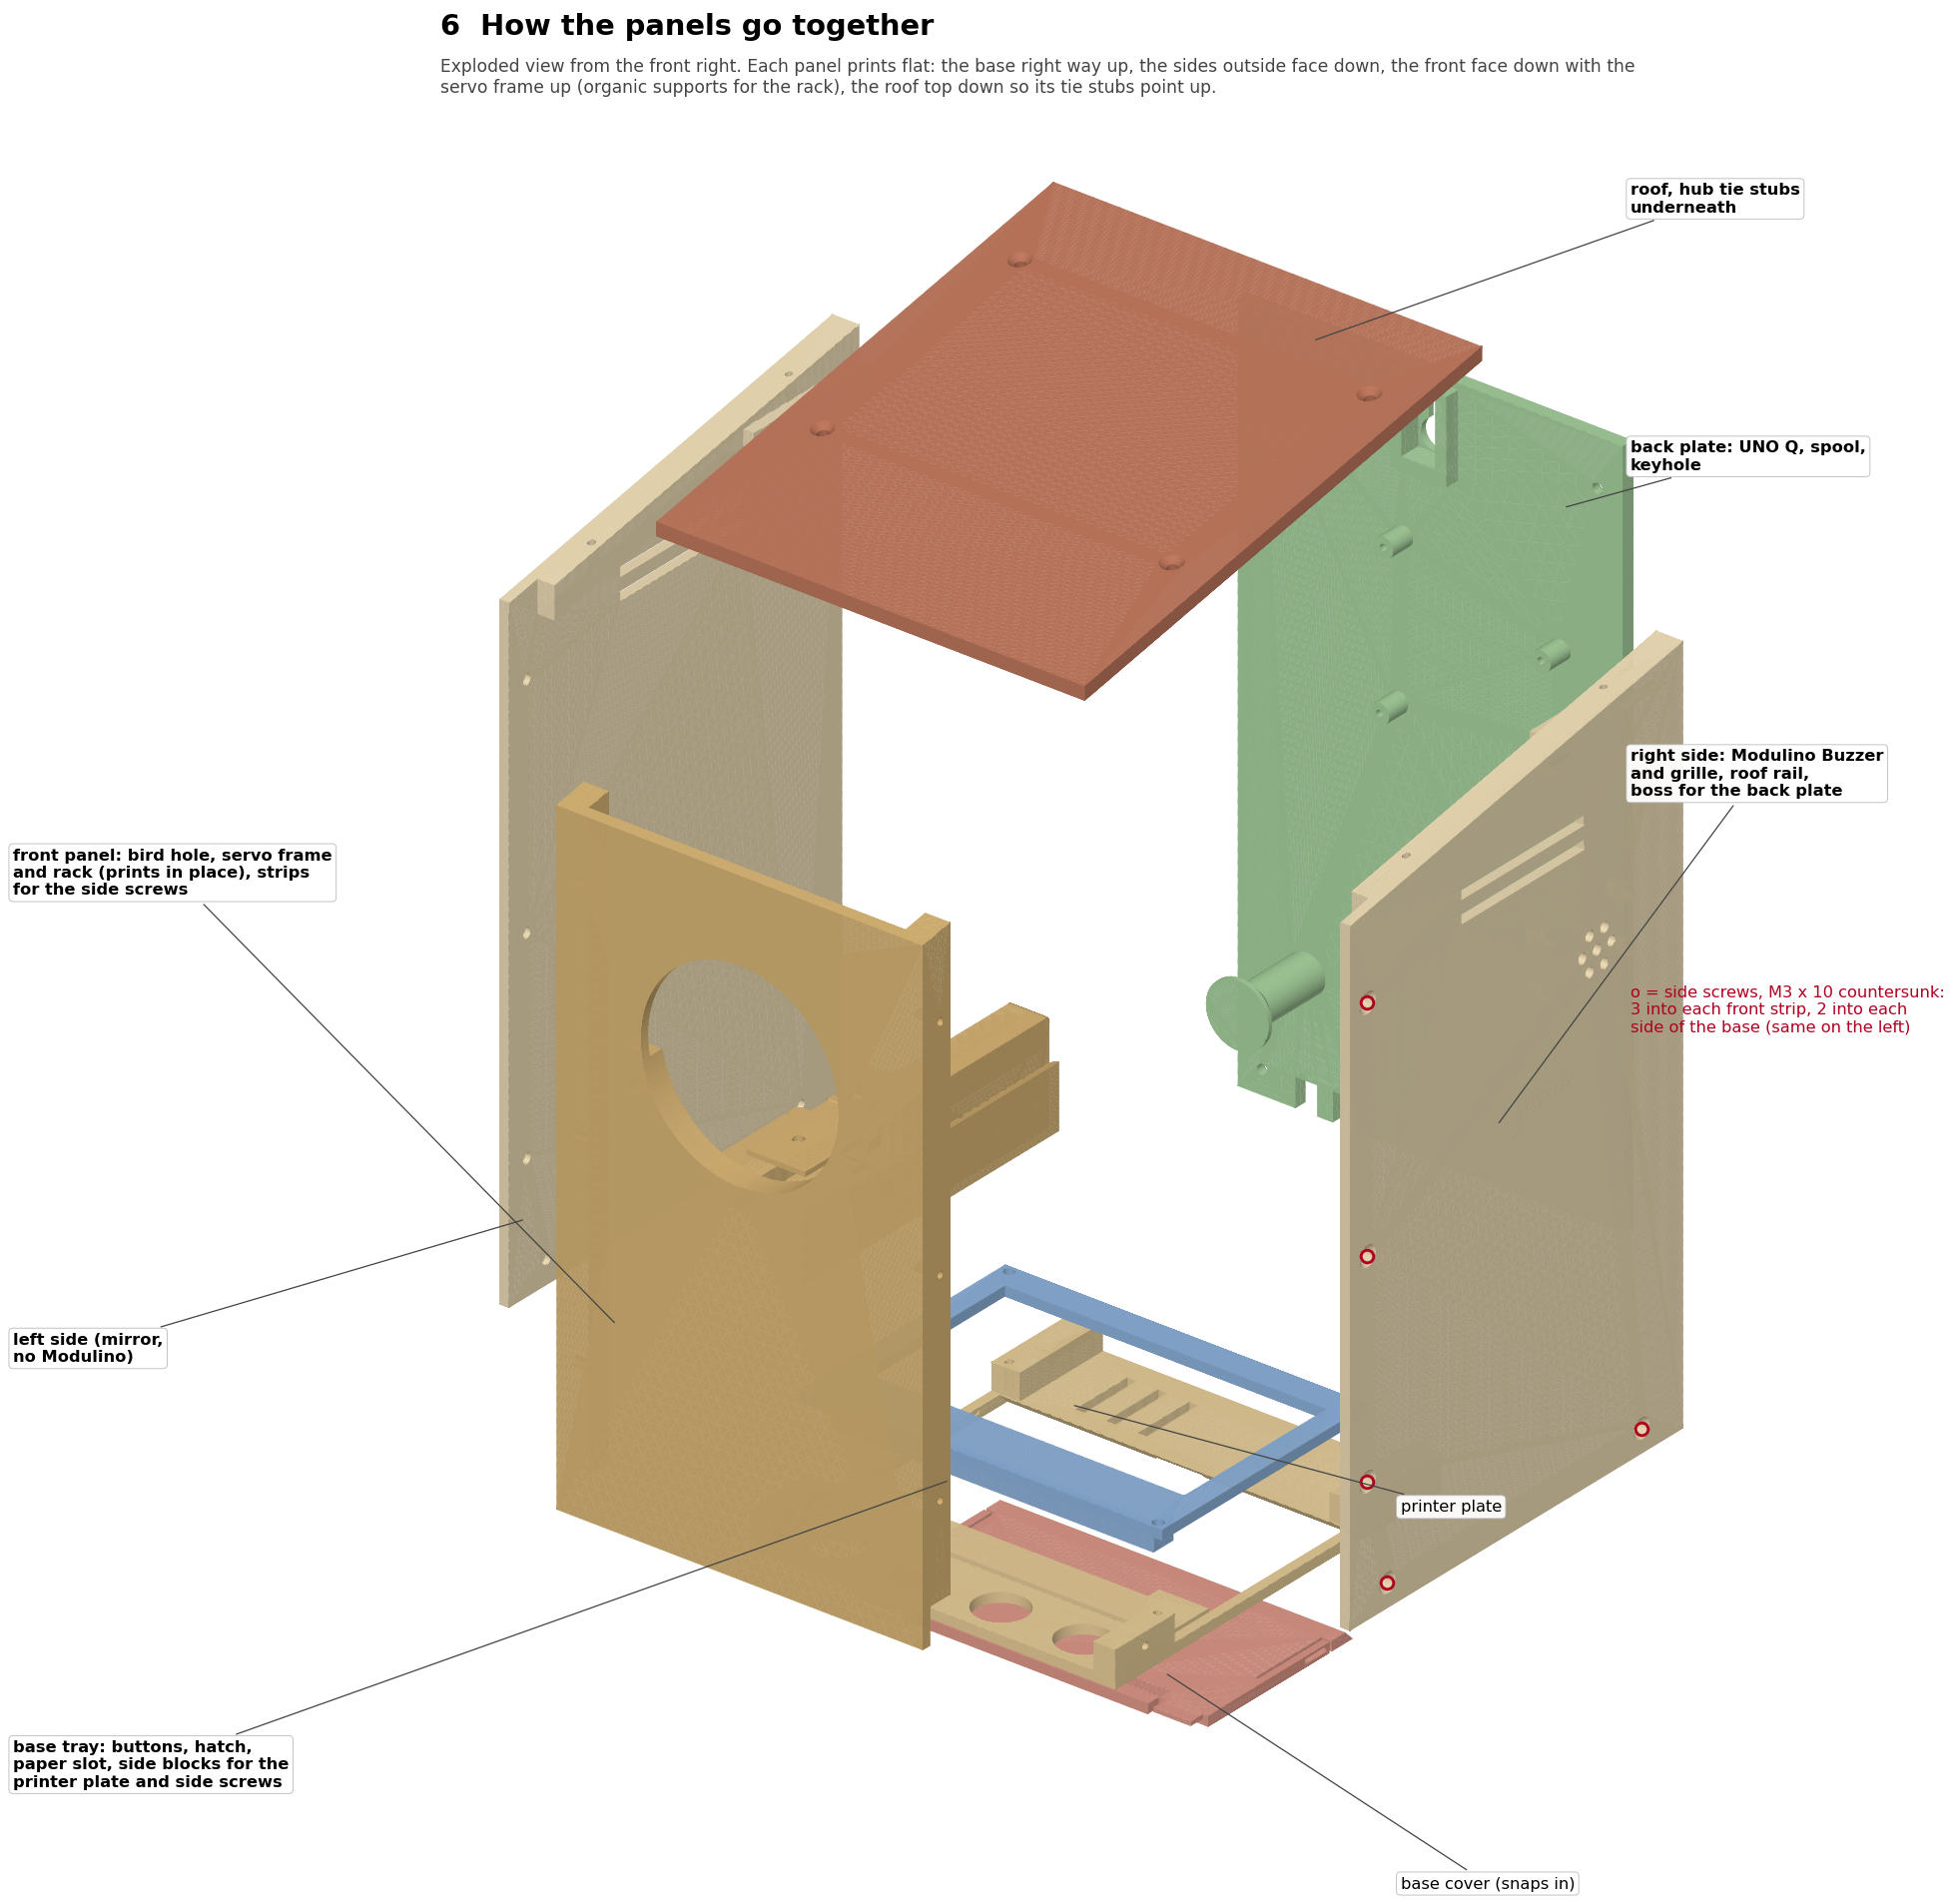 6 How the panels go together
Exploded view from the front right. Each panel prints flat: the base right way up, the sides outside face down, the front face down with the
servo frame up (organic supports for the rack), the roof top down so its tie stubs point up.
roof, hub tie stubs
underneath
back plate: UNO Q, spool,
keyhole
right side: Modulino Buzzer
and grille, roof rail,
boss for the back plate
front panel: bird hole, servo frame
and rack (prints in place), strips
for the side screws
o = side screws, M3 x 10 countersunk:
3 into each front strip, 2 into each
side of the base (same on the left)
left side (mirror,
no Modulino)
printer plate
base tray: buttons, hatch,
paper slot, side blocks for the
printer plate and side screws
base cover (snaps in)